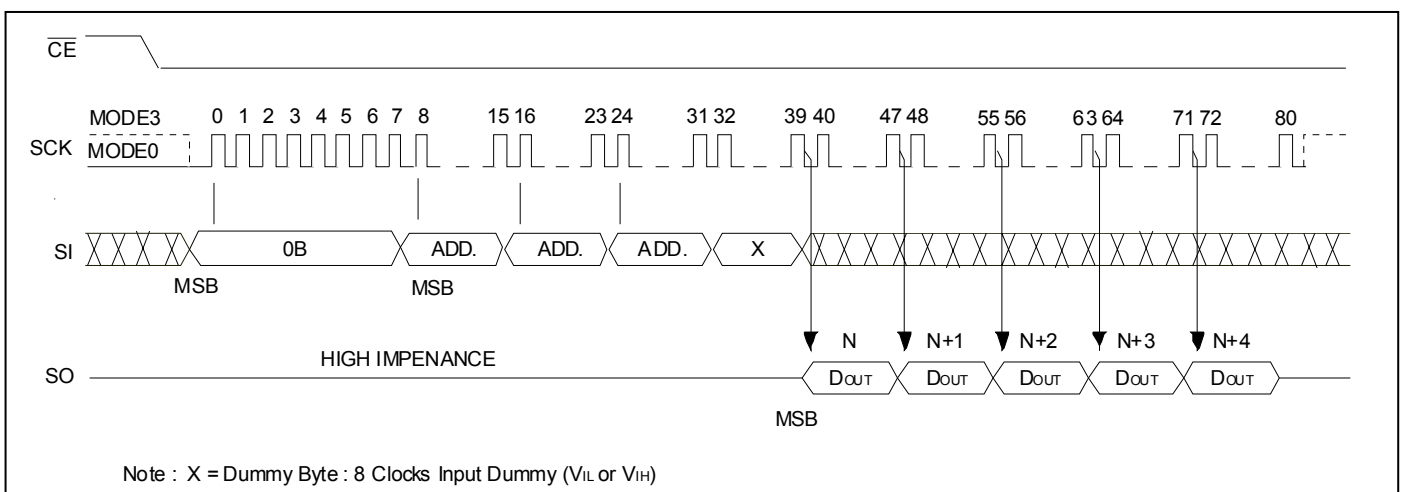 CE
MODE3 0 1 2 3 4 5 6 7 8 15 16 23 24 31 32 39 40 47 48 55 56 63 64 71 72 80
SCK MODE0
SI 0B ADD. ADD. ADD. X
MSB MSB
N N+1 N+2 N+3 N+4
HIGH IMPENANCE
SO DOUT DOUT DOUT DOUT DOUT
MSB
Note : X = Dummy Byte : 8 Clocks Input Dummy (VIL or VIH)